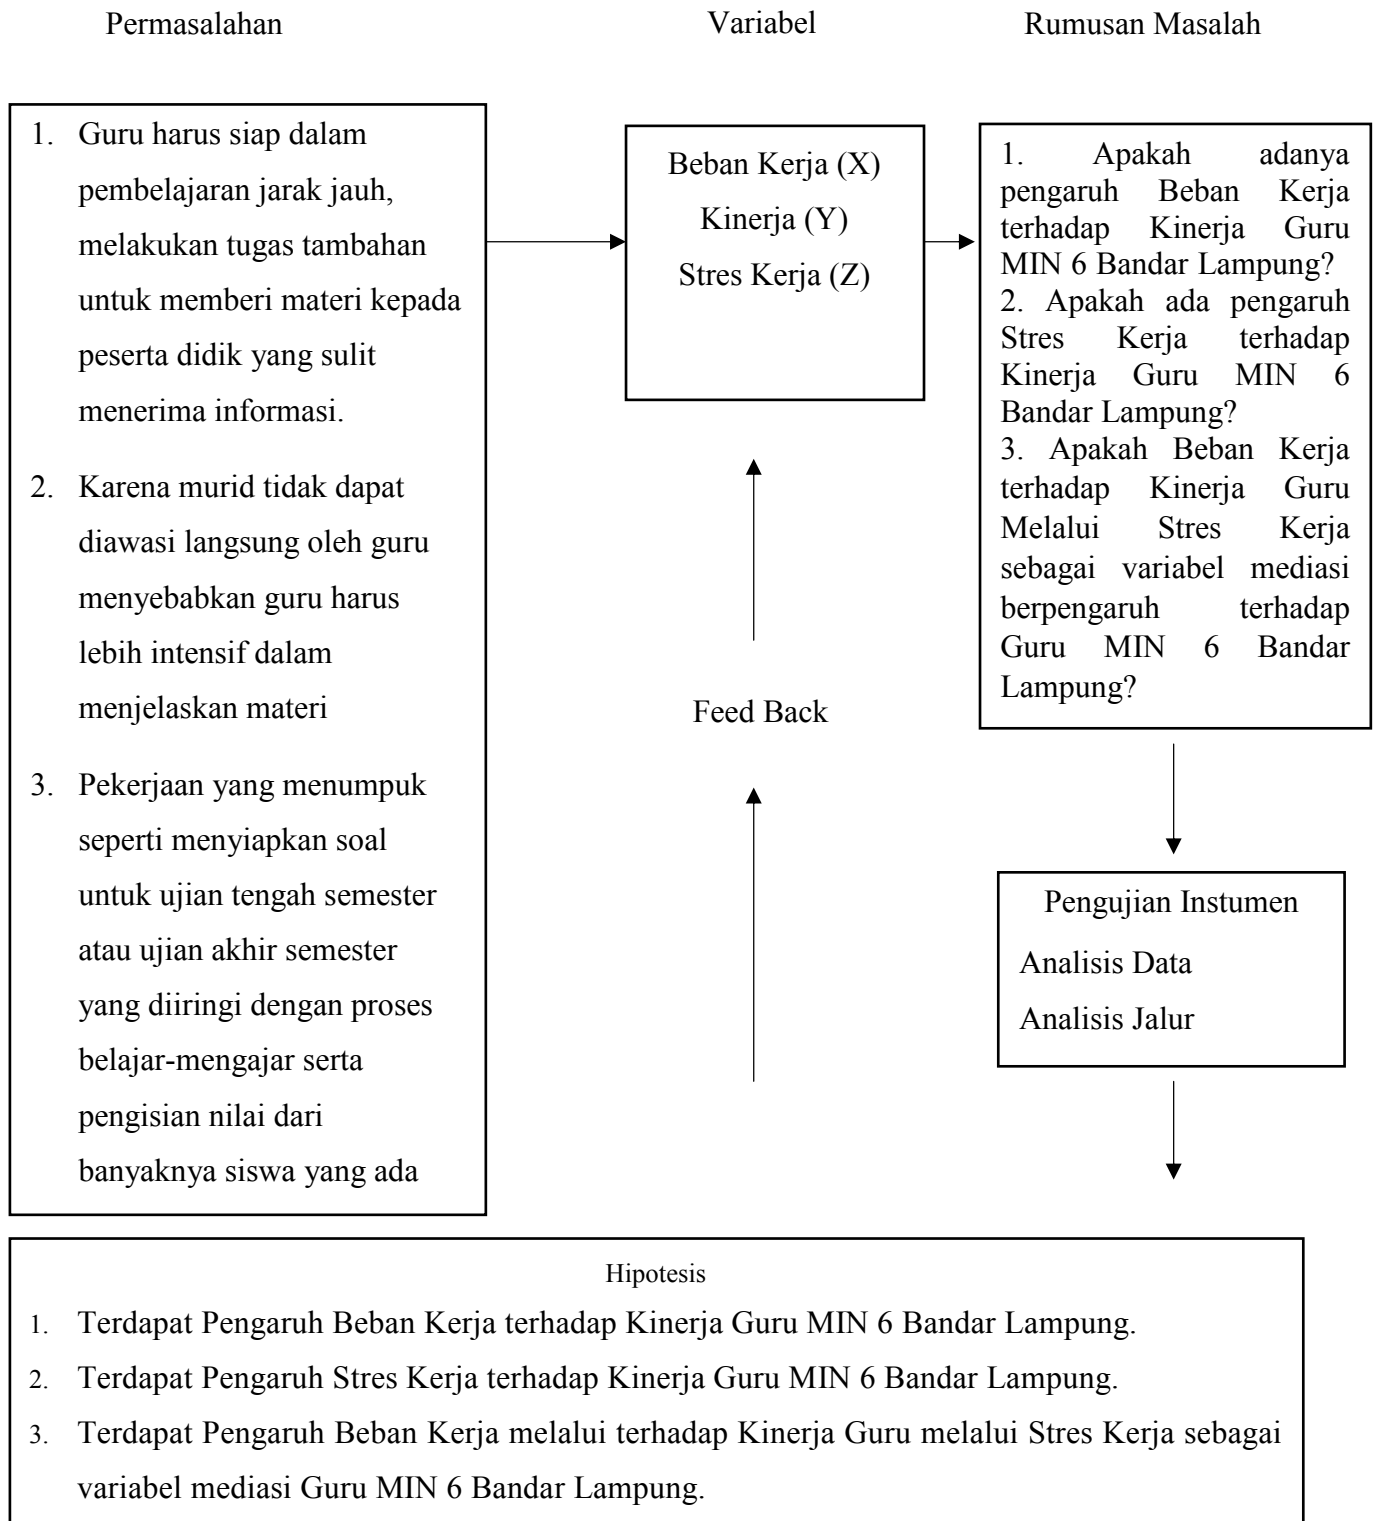 Permasalahan
Variabel
Rumusan Masalah
1. Guru harus siap dalam
pembelajaran jarak jauh,
melakukan tugas tambahan
untuk memberi materi kepada
peserta didik yang sulit
menerima informasi.
2. Karena murid tidak dapat
diawasi langsung oleh guru
menyebabkan guru harus
lebih intensif dalam
menjelaskan materi
3. Pekerjaan yang menumpuk
seperti menyiapkan soal
untuk ujian tengah semester
atau ujian akhir semester
yang diiringi dengan proses
belajar-mengajar serta
pengisian nilai dari
banyaknya siswa yang ada
Beban Kerja (X)
Kinerja (Y)
Stres Kerja (Z)
1. Apakah adanya
pengaruh Beban Kerja
terhadap Kinerja Guru
MIN 6 Bandar Lampung?
2. Apakah ada pengaruh
Stres Kerja terhadap
Kinerja Guru MIN 6
Bandar Lampung?
3. Apakah Beban Kerja
terhadap Kinerja Guru
Melalui Stres Kerja
sebagai variabel mediasi
berpengaruh terhadap
Guru MIN 6 Bandar
Lampung?
Feed Back
Pengujian Instumen
Analisis Data
Analisis Jalur
Hipotesis
1. Terdapat Pengaruh Beban Kerja terhadap Kinerja Guru MIN 6 Bandar Lampung.
2. Terdapat Pengaruh Stres Kerja terhadap Kinerja Guru MIN 6 Bandar Lampung.
3. Terdapat Pengaruh Beban Kerja melalui terhadap Kinerja Guru melalui Stres Kerja sebagai
variabel mediasi Guru MIN 6 Bandar Lampung.